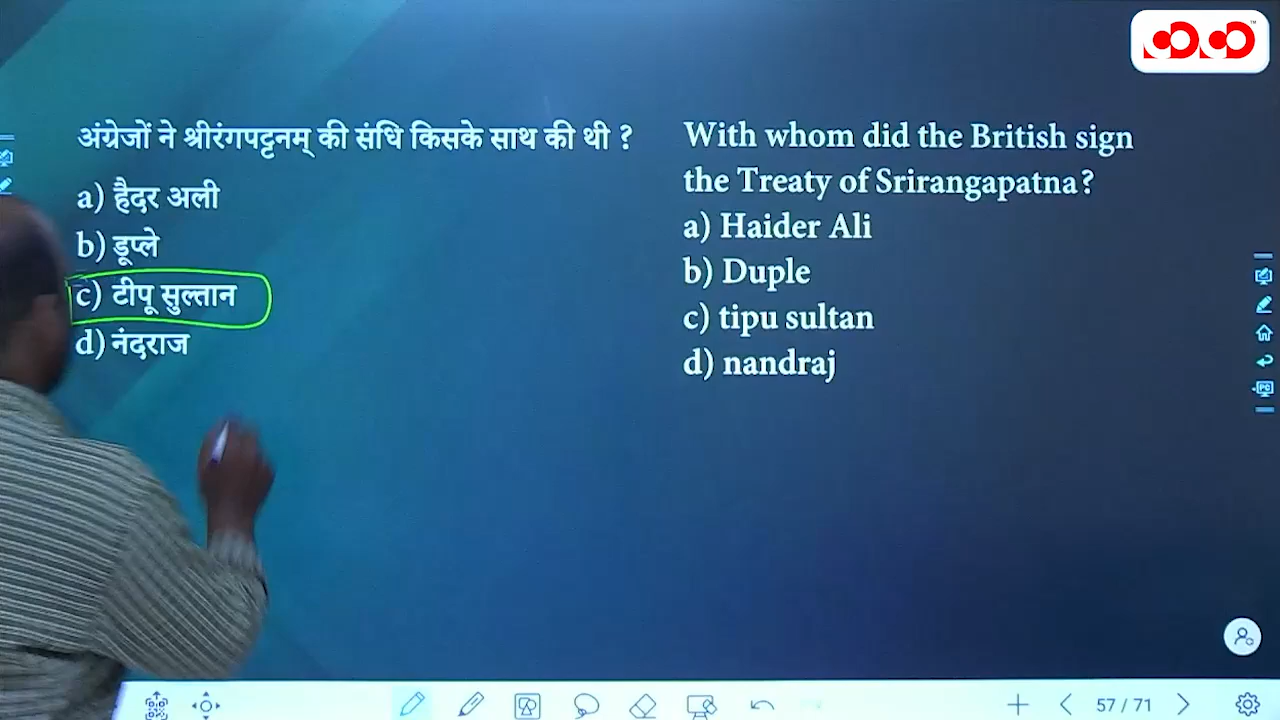 अंग्रेजों ने श्रीरंगपट्टनम् की संधि किसके साथ की थी ?
a) हैदर अली
b) डूप्ले
c) टीपू सुल्तान
d) नंदराज
With whom did the British sign
the Treaty of Srirangapatna?
a) Haider Ali
b) Duple
c) tipu sultan
d) nandraj
57 / 71